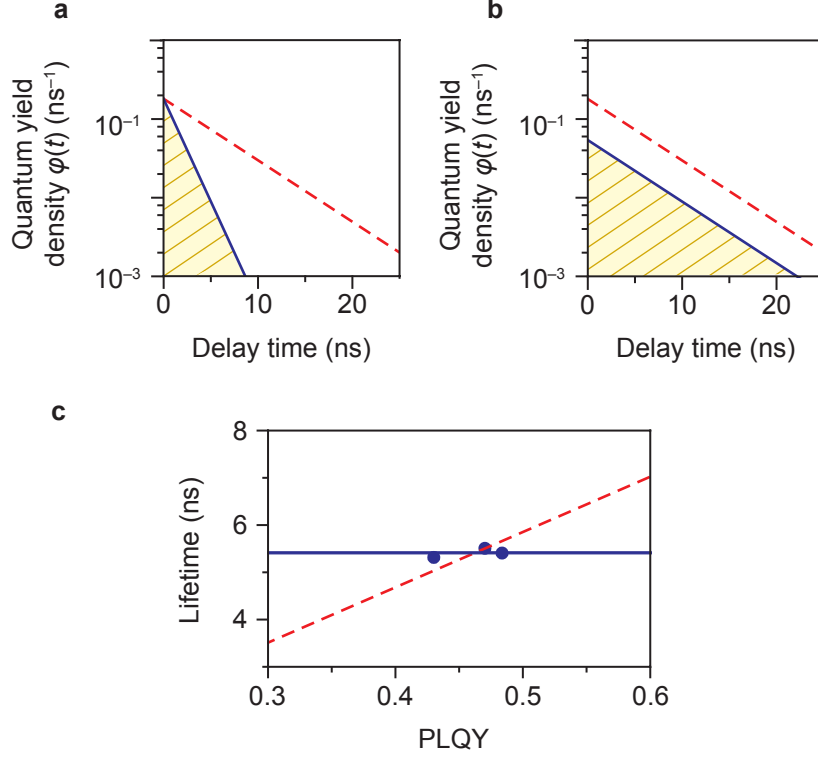 a
Quantum yield
density φ(t) (ns⁻¹)
10⁻¹
10⁻³
0
10
20
Delay time (ns)
b
Quantum yield
density φ(t) (ns⁻¹)
10⁻¹
10⁻³
0
10
20
Delay time (ns)
c
Lifetime (ns)
8
6
4
0.3
0.4
0.5
0.6
PLQY